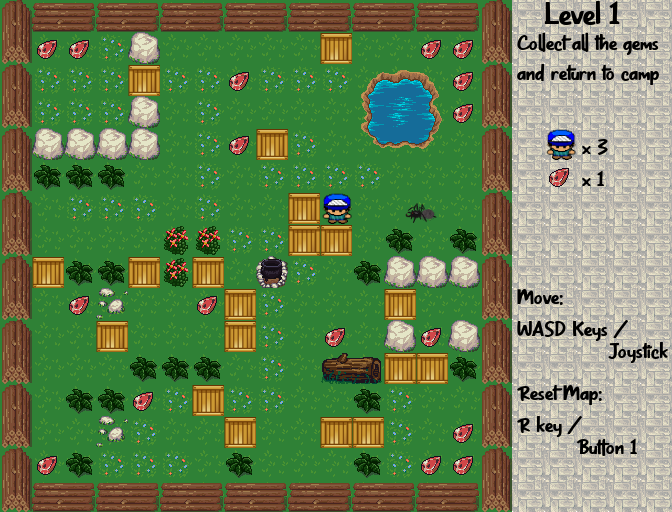 Level 1
Collect all the gems
and return to camp
x 3
x 1
Move:
WASD Keys /
Joystick
Reset Map:
R key /
Button 1